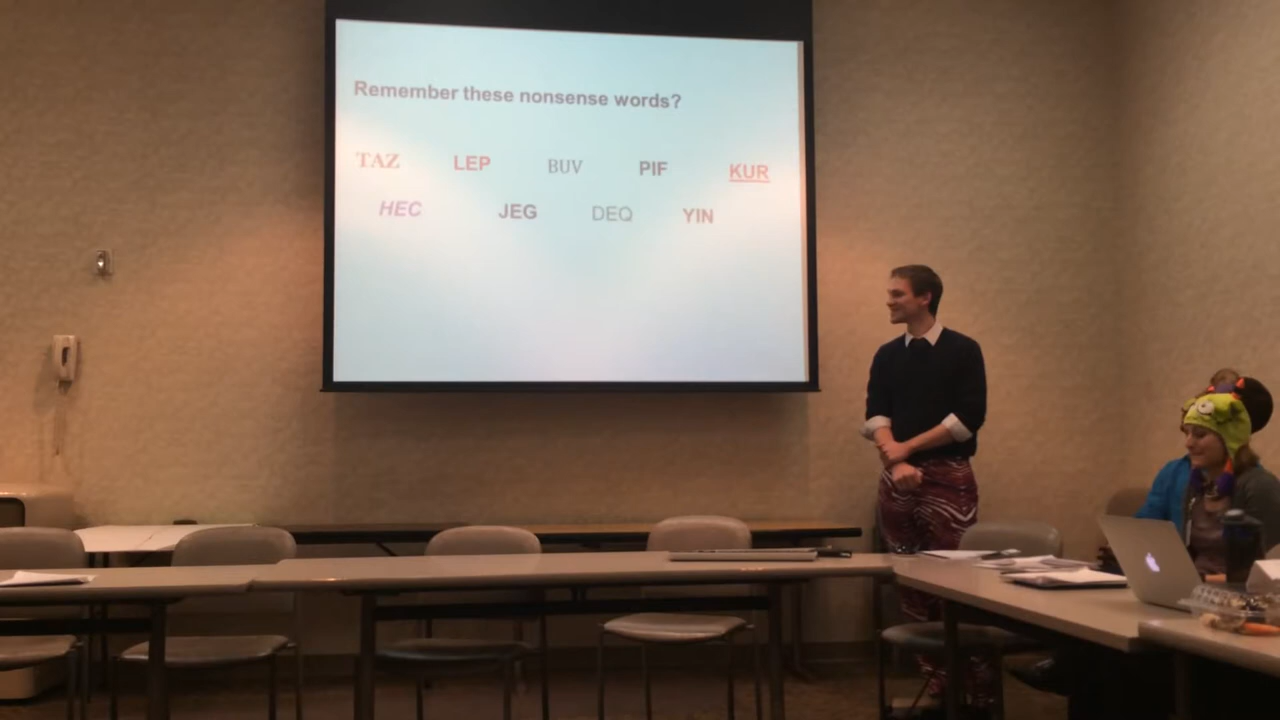 Remember these nonsense words?
TAZ LEP BUV PIF KUR
HEC JEG DEQ YIN